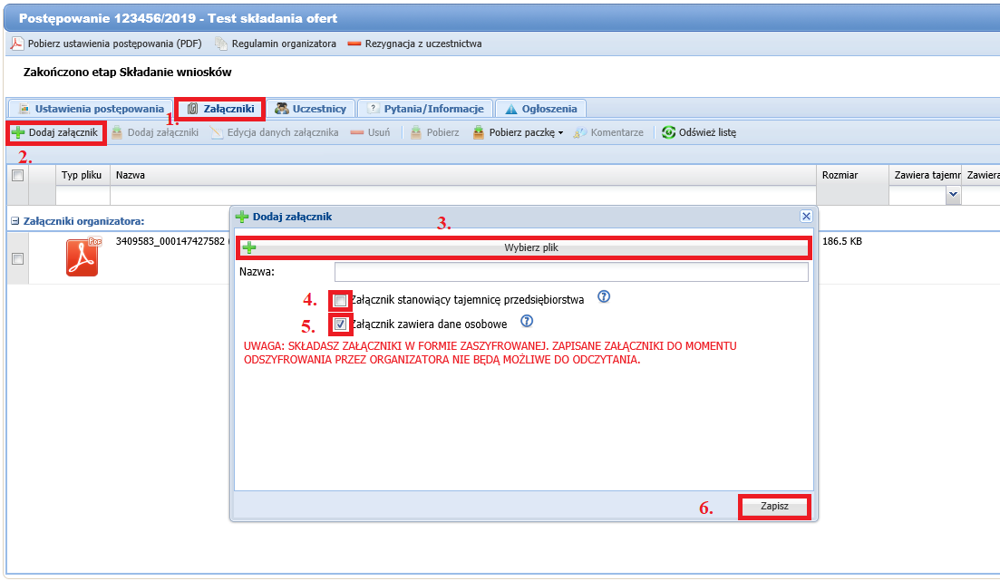 Postępowanie 123456/2019 - Test składania ofert
Pobierz ustawienia postępowania (PDF) Regulamin organizatora Rezygnacja z uczestnictwa
Zakończono etap Składanie wniosków
Ustawienia postępowania Załączniki Uczestnicy Pytania/Informacje Ogłoszenia
1.
Dodaj załącznik Dodaj załączniki Edycja danych załącznika Usuń Pobierz Pobierz paczkę Komentarze Odśwież listę
2.
Typ pliku Nazwa Rozmiar Zawiera tajemn Zawiera
Załączniki organizatora:
PDF 3409583_000147427582 186.5 KB
Dodaj załącznik
3.
Wybierz plik
Nazwa:
4. Załącznik stanowiący tajemnicę przedsiębiorstwa ?
5. Załącznik zawiera dane osobowe ?
UWAGA: SKŁADASZ ZAŁĄCZNIKI W FORMIE ZASZYFROWANEJ. ZAPISANE ZAŁĄCZNIKI DO MOMENTU
ODSZYFROWANIA PRZEZ ORGANIZATORA NIE BĘDĄ MOŻLIWE DO ODCZYTANIA.
6. Zapisz